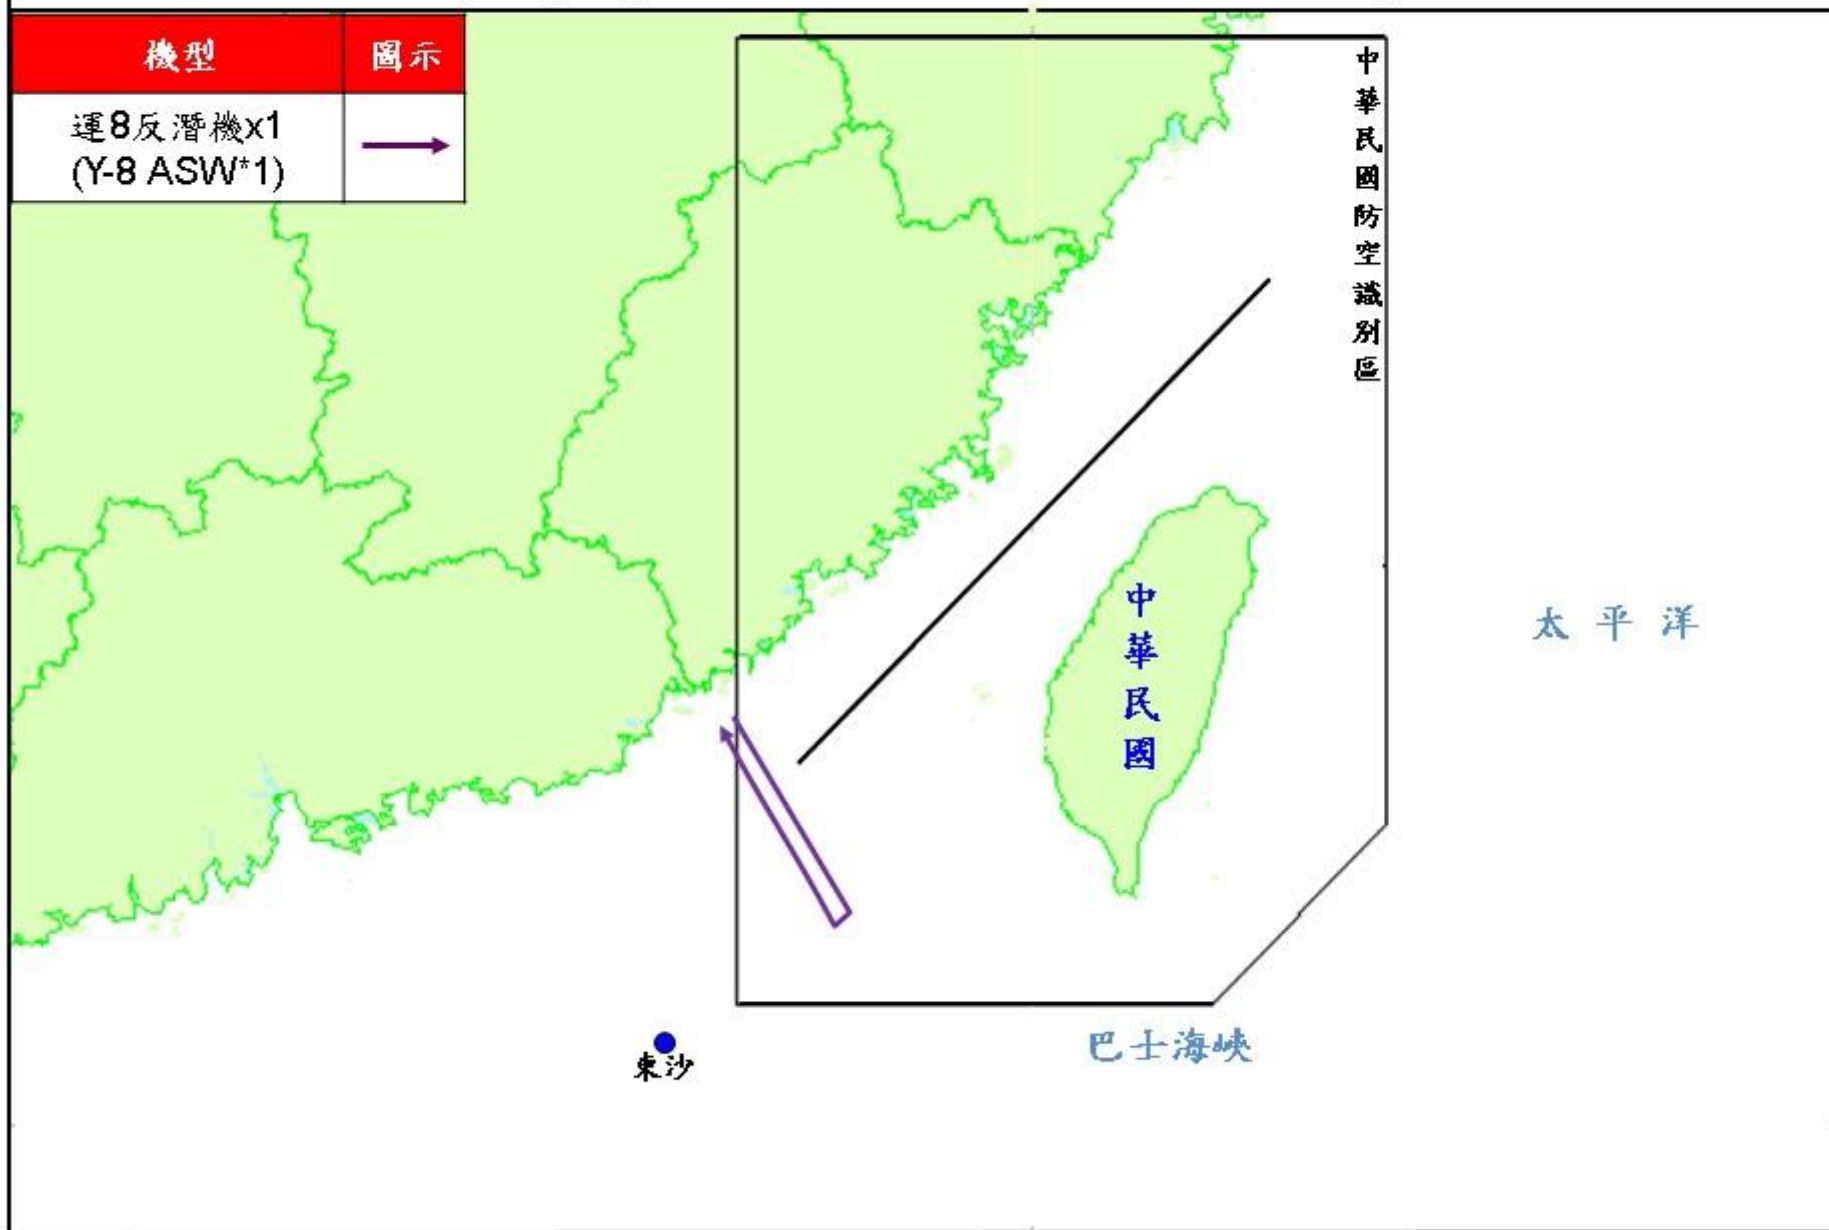 機型
圖示
運8反潛機x1
(Y-8 ASW*1)
中華民國防空識別區
中華民國
太平洋
巴士海峽
東沙